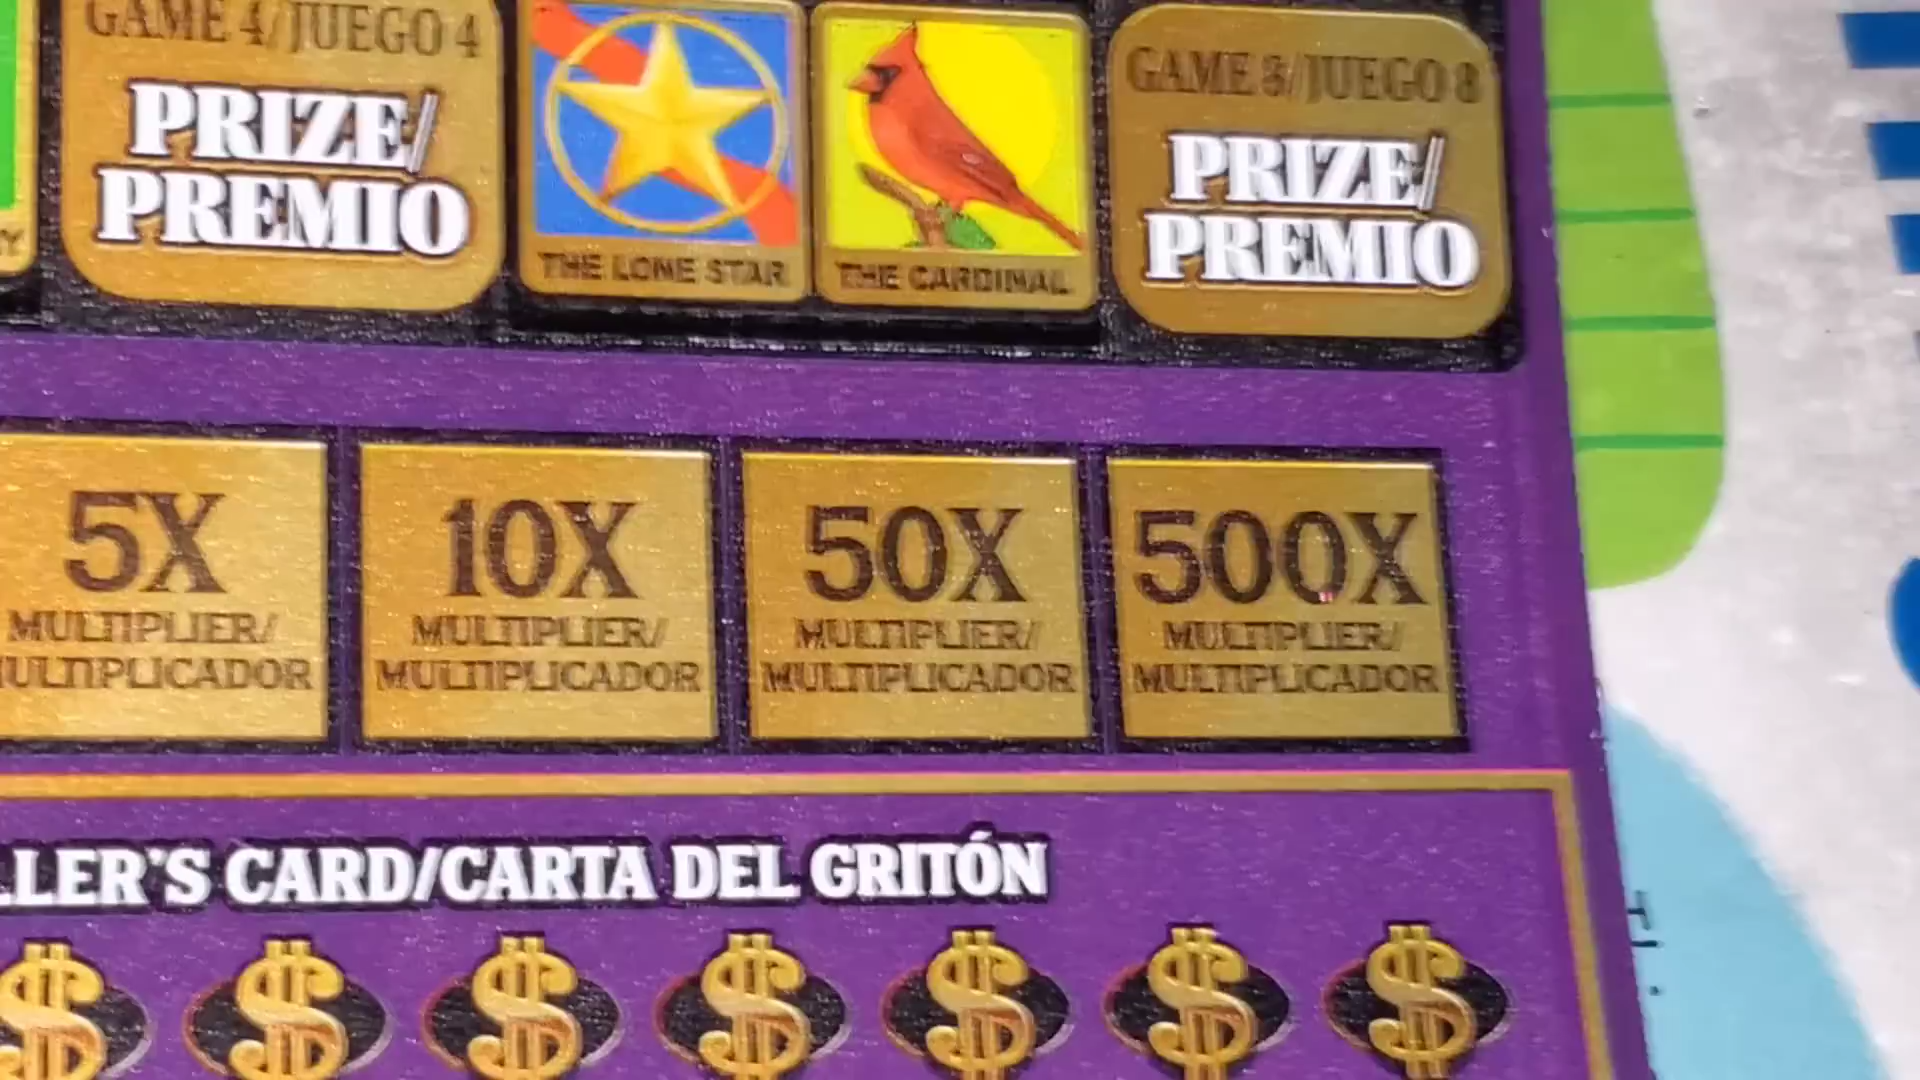 GAME 4/JUEGO 4
PRIZE/
PREMIO
THE LONE STAR
THE CARDINAL
GAME 8/JUEGO 8
PRIZE/
PREMIO
5X
MULTIPLIER/
MULTIPLICADOR
10X
MULTIPLIER/
MULTIPLICADOR
50X
MULTIPLIER/
MULTIPLICADOR
500X
MULTIPLIER/
MULTIPLICADOR
CARD/CARTA DEL GRITÓN